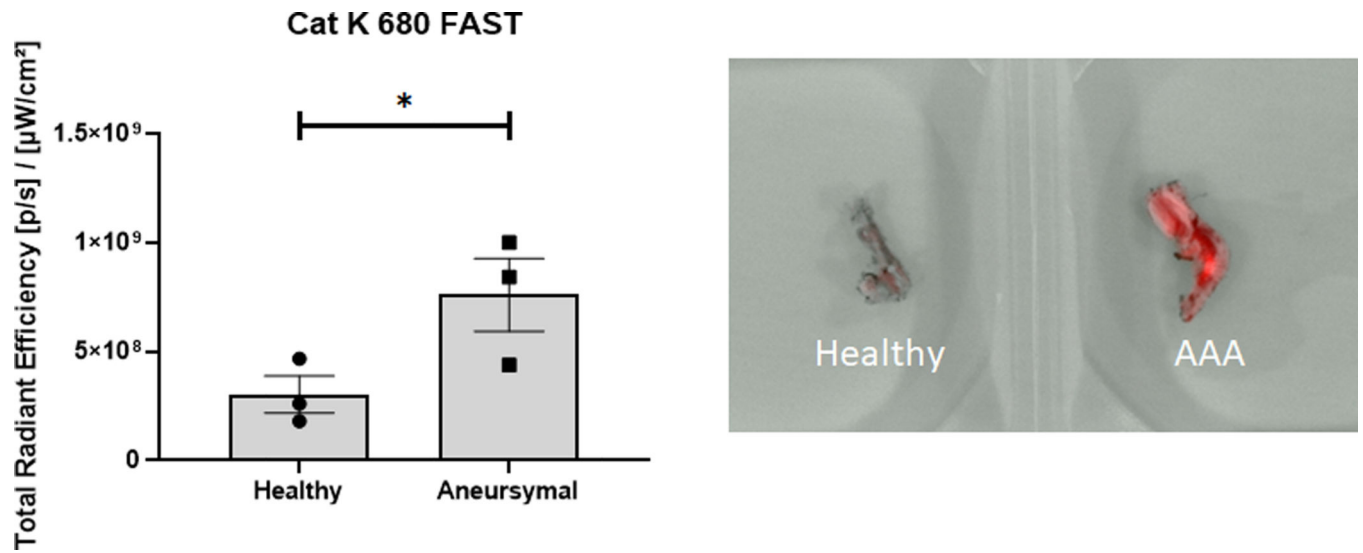 Cat K 680 FAST
*
Total Radiant Efficiency [p/s] / [µW/cm²]
1.5×10⁹
1×10⁹
5×10⁸
0
Healthy
Aneursymal
Healthy
AAA